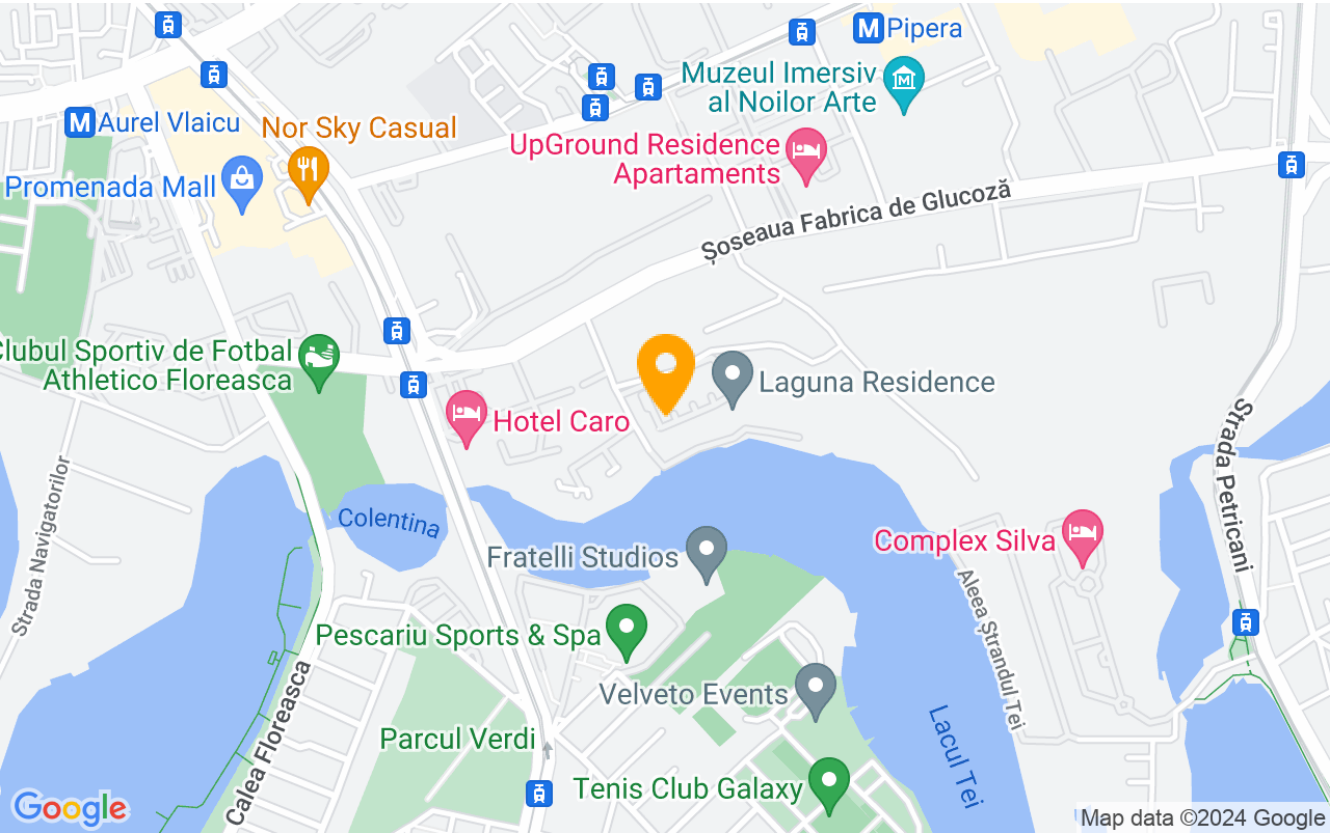 M Pipera
Muzeul Imersiv
al Noilor Arte
M Aurel Vlaicu
Nor Sky Casual
UpGround Residence
Apartaments
Promenada Mall
Șoseaua Fabrica de Glucoză
Clubul Sportiv de Fotbal
Athletico Floreasca
Laguna Residence
Hotel Caro
Strada Petricani
Strada Navigatorilor
Colentina
Complex Silva
Fratelli Studios
Aleea Ștrandul Tei
Pescariu Sports & Spa
Velveto Events
Calea Floreasca
Parcul Verdi
Lacul Tei
Tenis Club Galaxy
Google
Map data ©2024 Google